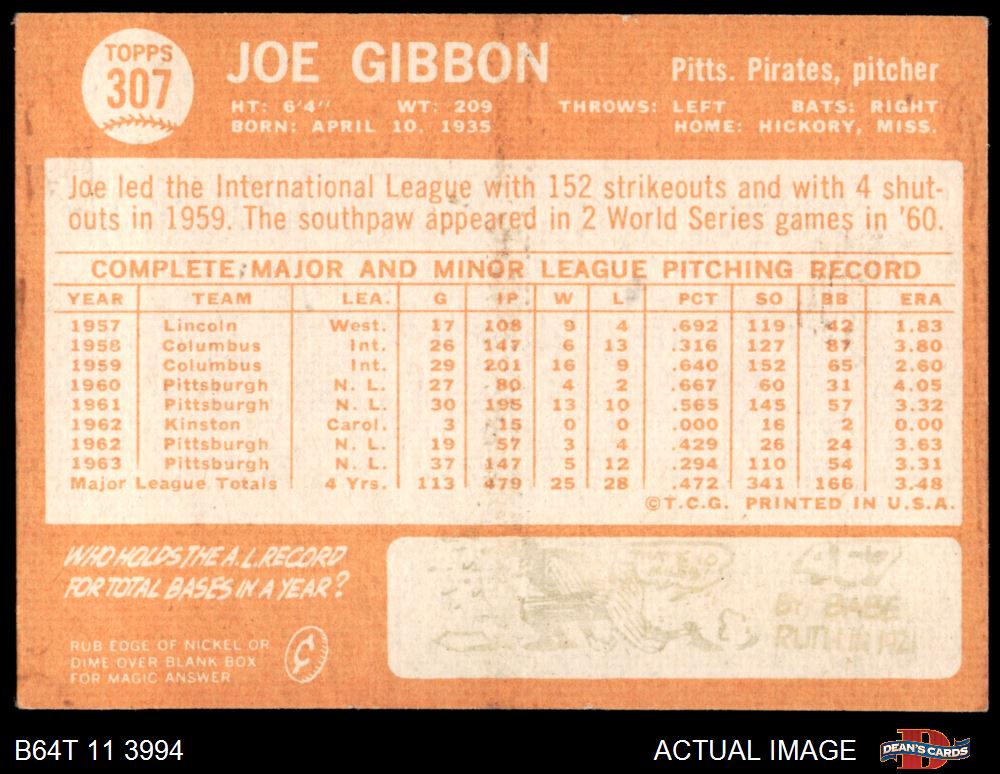 TOPPS
307
JOE GIBBON
Pitts. Pirates, pitcher
HT: 6'4" WT: 209 THROWS: LEFT BATS: RIGHT
BORN: APRIL 10, 1935 HOME: HICKORY, MISS.
Joe led the International League with 152 strikeouts and with 4 shut-
outs in 1959. The southpaw appeared in 2 World Series games in '60.
COMPLETE MAJOR AND MINOR LEAGUE PITCHING RECORD
YEAR TEAM LEA. G IP W L PCT SO BB ERA
1957 Lincoln West. 17 108 9 4 .692 119 42 1.83
1958 Columbus Int. 26 147 6 13 .316 127 87 3.80
1959 Columbus Int. 29 201 16 9 .640 152 65 2.60
1960 Pittsburgh N. L. 27 80 4 2 .667 60 31 4.05
1961 Pittsburgh N. L. 30 195 13 10 .565 145 57 3.32
1962 Kinston Carol. 3 15 0 0 .000 16 2 0.00
1962 Pittsburgh N. L. 19 57 3 4 .429 26 24 3.63
1963 Pittsburgh N. L. 37 147 5 12 .294 110 54 3.31
Major League Totals 4 Yrs. 113 479 25 28 .472 341 166 3.48
©T.C.G. PRINTED IN U.S.A.
WHO HOLDS THE A.L. RECORD
FOR TOTAL BASES IN A YEAR?
RUB EDGE OF NICKEL OR
DIME OVER BLANK BOX
FOR MAGIC ANSWER
¢
BY BABE
RUTH IN 1921
B64T 11 3994
ACTUAL IMAGE
DEAN'S CARDS